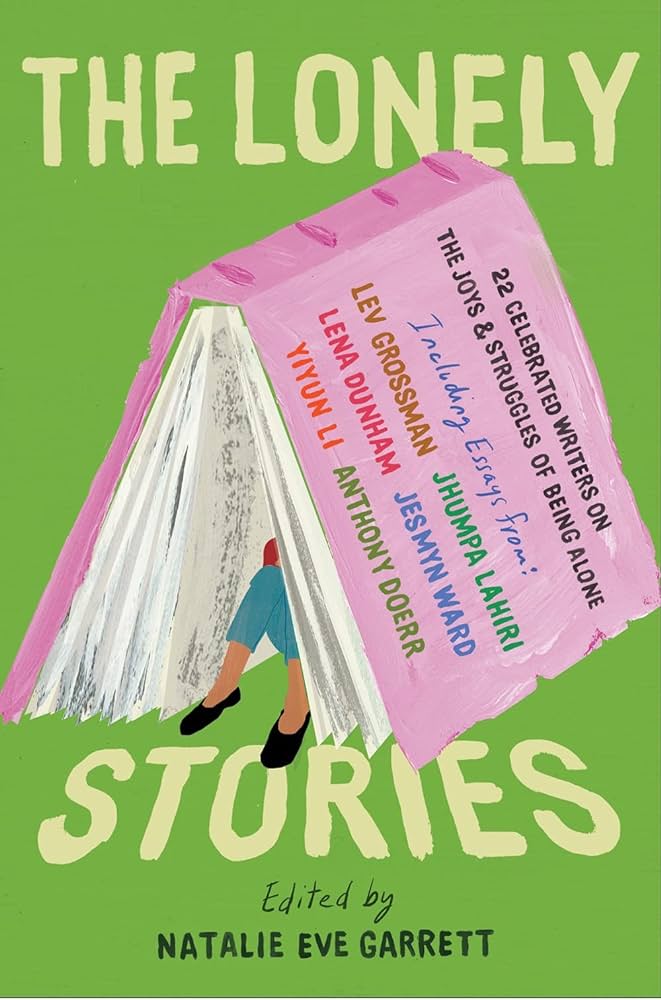 THE LONELY
22 CELEBRATED WRITERS ON
THE JOYS & STRUGGLES OF BEING ALONE
Including Essays from:
LEV GROSSMAN JHUMPA LAHIRI
LENA DUNHAM JESMYN WARD
YIYUN LI ANTHONY DOERR
STORIES
Edited by
NATALIE EVE GARRETT